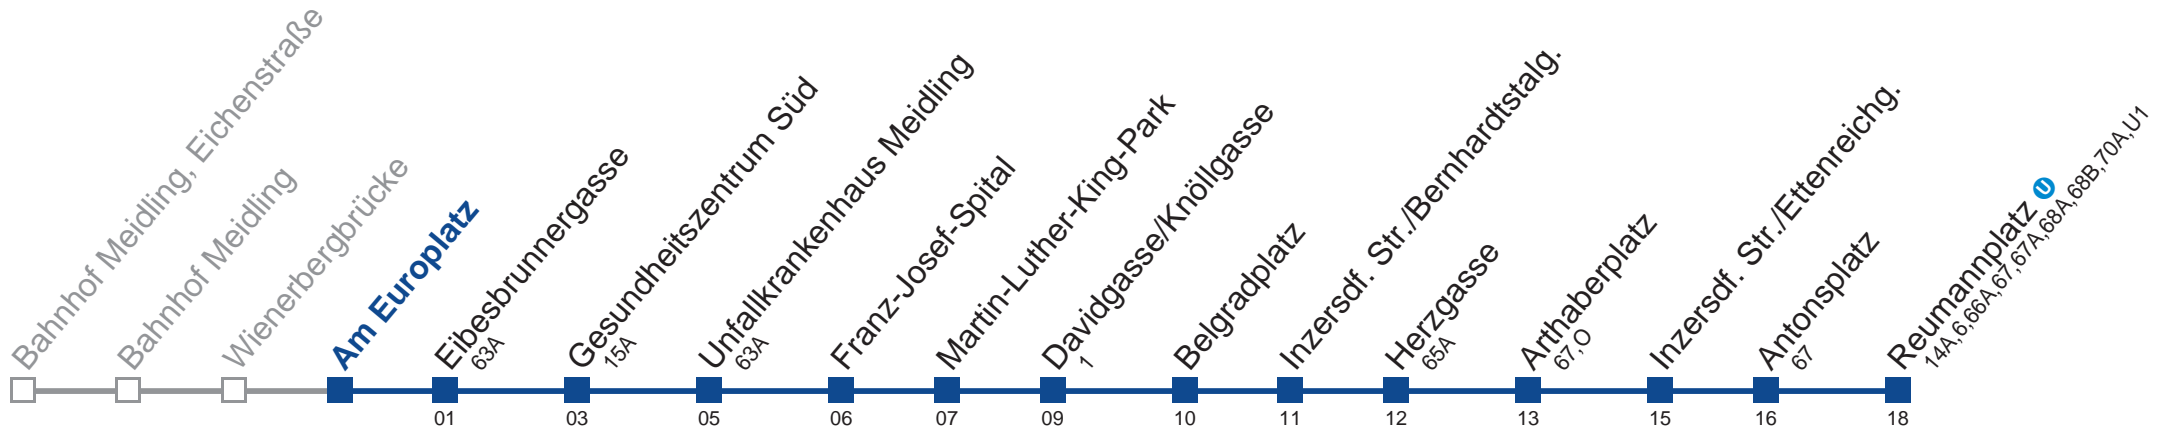 Bahnhof Meidling, Eichenstraße
Bahnhof Meidling
Wienerbergbrücke
Am Europlatz
Eibesbrunnergasse
63A
Gesundheitszentrum Süd
15A
Unfallkrankenhaus Meidling
63A
Franz-Josef-Spital
Martin-Luther-King-Park
Davidgasse/Knöllgasse
1
Belgradplatz
Inzersdf. Str./Bernhardtstalg.
Herzgasse
65A
Arthaberplatz
67,O
Inzersdf. Str./Ettenreichg.
Antonsplatz
67
Reumannplatz U
14A,6,66A,67,67A,68A,68B,70A,U1
01 03 05 06 07 09 10 11 12 13 15 16 18